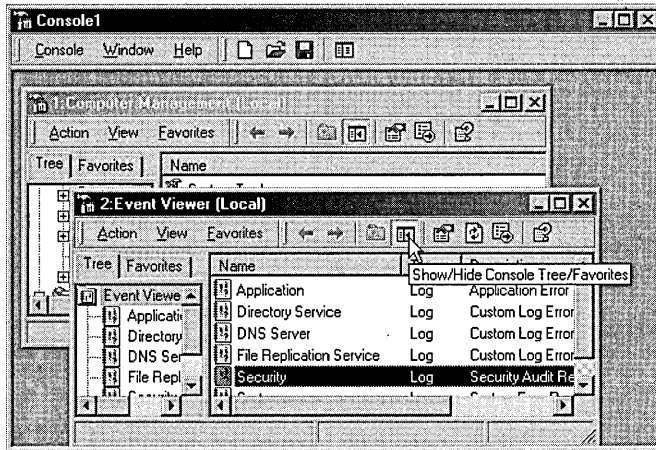 Console1
Console Window Help
1:Computer Management (Local)
Action View Favorites
Tree Favorites Name
2:Event Viewer (Local)
Action View Favorites
Tree Favorites Name
Show/Hide Console Tree/Favorites
Event Viewe Application Log Application Error
Applicati Directory Service Log Custom Log Error
Directory DNS Server Log Custom Log Error
DNS Ser File Replication Service Log Custom Log Error
File Repl Security Log Security Audit Re